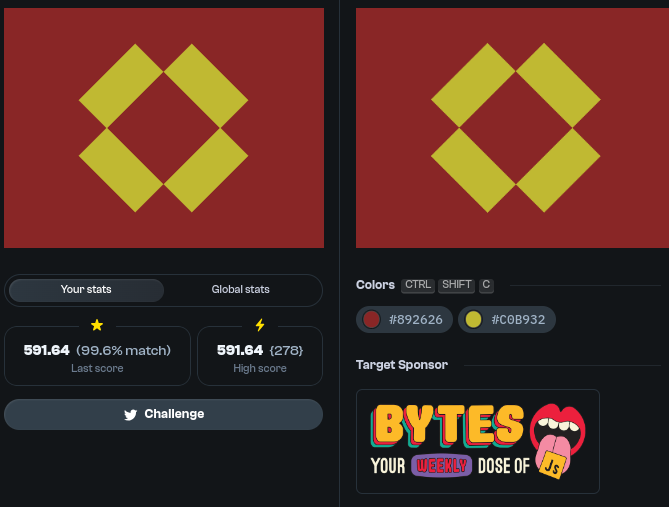 Your stats
Global stats
591.64 (99.6% match)
Last score
591.64 {278}
High score
Challenge
Colors CTRL SHIFT C
#892626
#C0B932
Target Sponsor
BYTES
YOUR WEEKLY DOSE OF JS